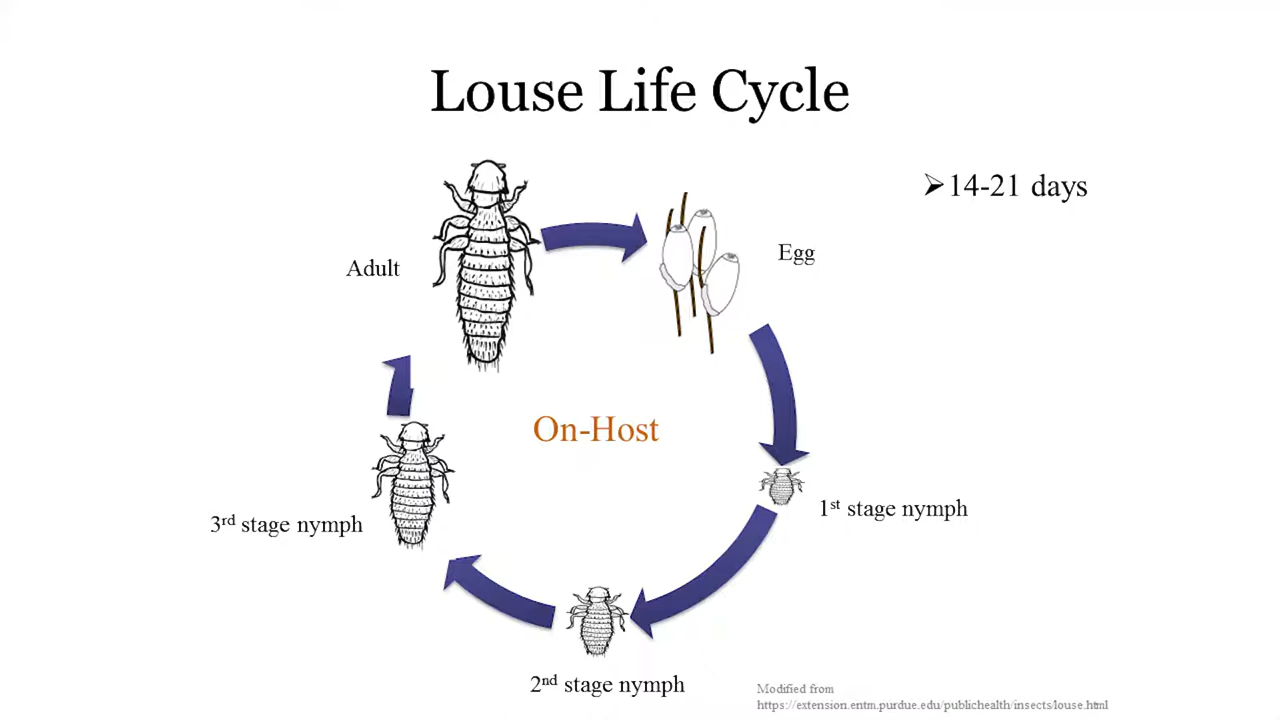 Louse Life Cycle
➢14-21 days
Egg
Adult
On-Host
1st stage nymph
3rd stage nymph
2nd stage nymph
Modified from
https://extension.entm.purdue.edu/publichealth/insects/louse.html